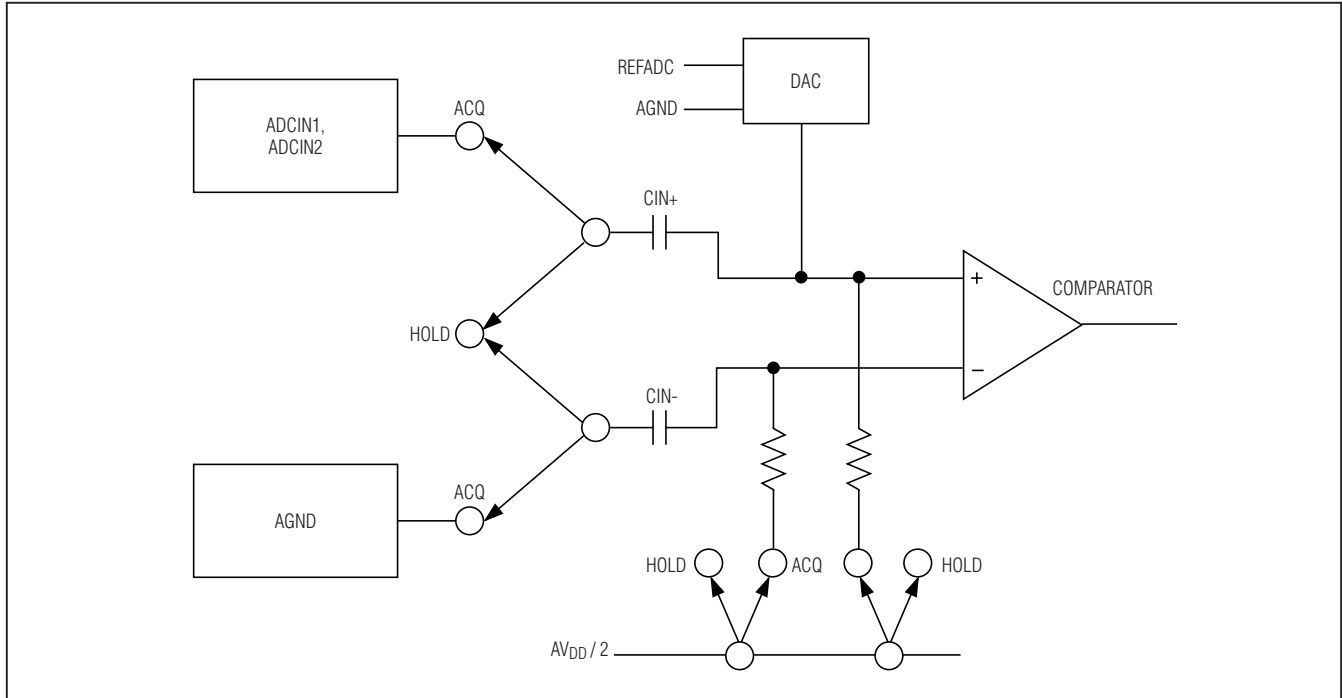 REFADC
AGND
DAC
ADCIN1,
ADCIN2
ACQ
CIN+
+
COMPARATOR
HOLD
−
CIN-
ACQ
AGND
HOLD
ACQ
HOLD
AVDD / 2